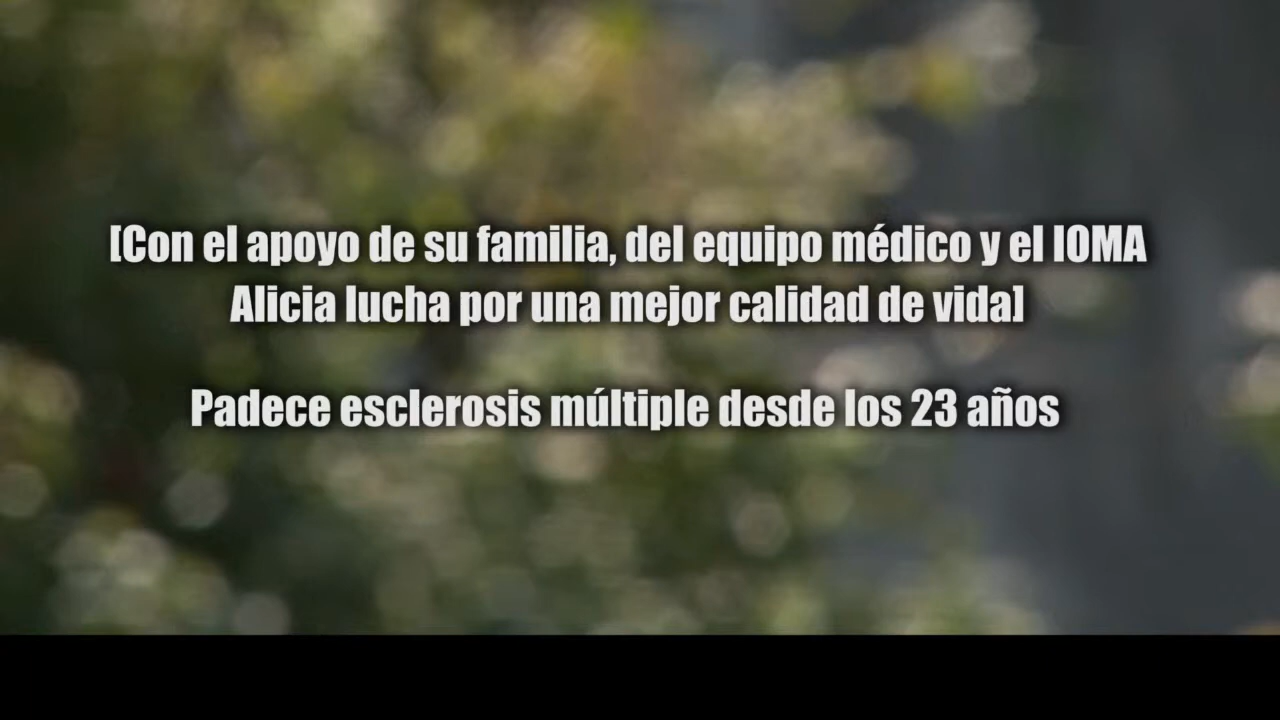 [Con el apoyo de su familia, del equipo médico y el IOMA
Alicia lucha por una mejor calidad de vida]
Padece esclerosis múltiple desde los 23 años